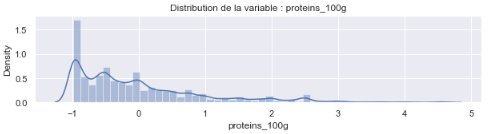 Distribution de la variable : proteins_100g
Density
1.5
1.0
0.5
0.0
−1 0 1 2 3 4 5
proteins_100g